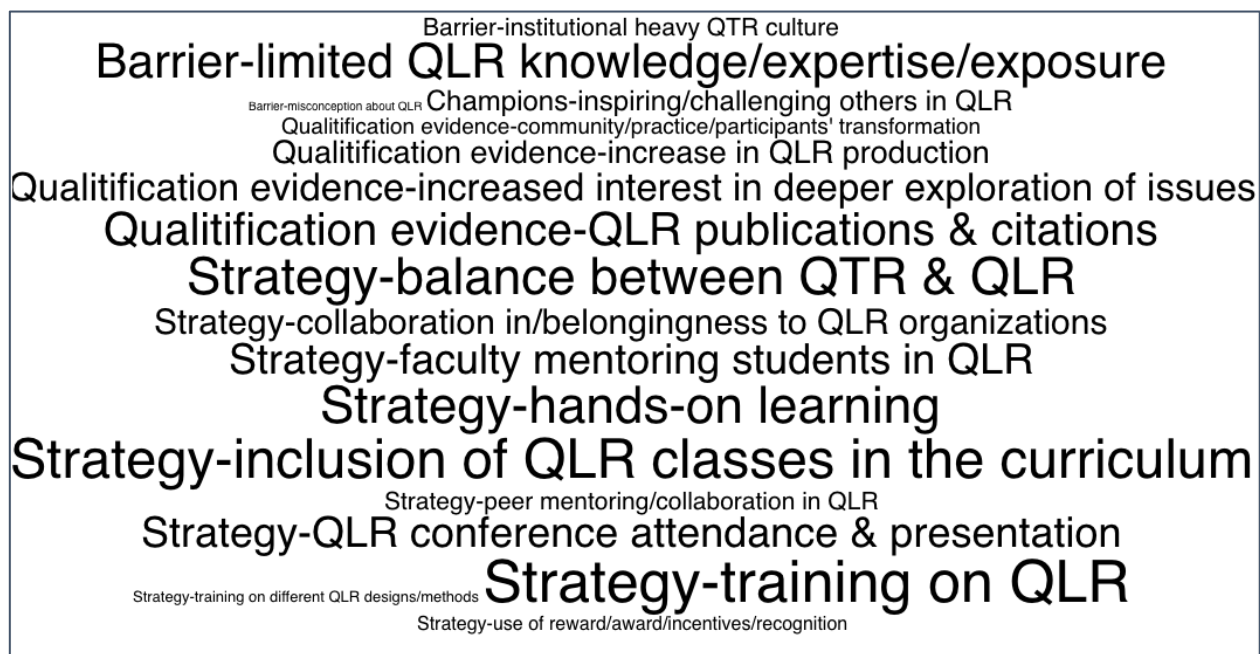 Barrier-institutional heavy QTR culture
Barrier-limited QLR knowledge/expertise/exposure
Barrier-misconception about QLR Champions-inspiring/challenging others in QLR
Qualitification evidence-community/practice/participants' transformation
Qualitification evidence-increase in QLR production
Qualitification evidence-increased interest in deeper exploration of issues
Qualitification evidence-QLR publications & citations
Strategy-balance between QTR & QLR
Strategy-collaboration in/belongingness to QLR organizations
Strategy-faculty mentoring students in QLR
Strategy-hands-on learning
Strategy-inclusion of QLR classes in the curriculum
Strategy-peer mentoring/collaboration in QLR
Strategy-QLR conference attendance & presentation
Strategy-training on different QLR designs/methods Strategy-training on QLR
Strategy-use of reward/award/incentives/recognition